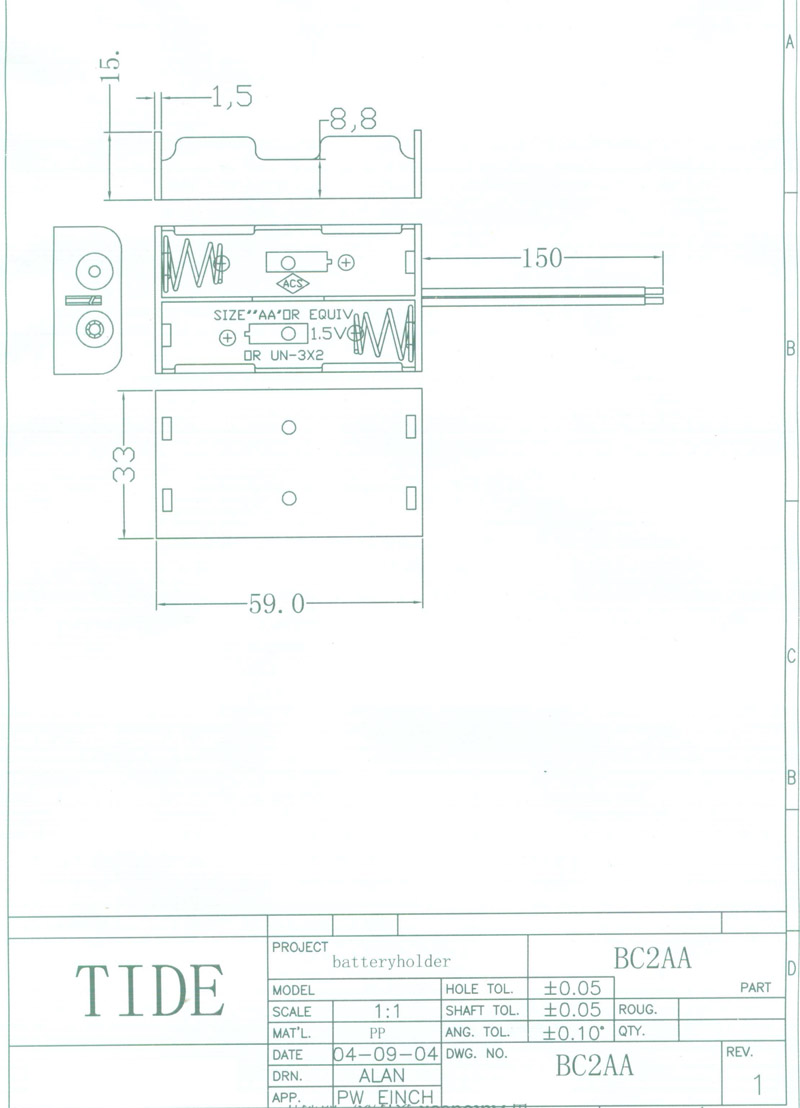 A
15.
1,5
8,8
150
ACS
SIZE"AA"OR EQUIV
1.5V
OR UN-3X2
B
33
59.0
C
B
D
TIDE
PROJECT
batteryholder
BC2AA
MODEL
HOLE TOL.
±0.05
PART
SCALE
1:1
SHAFT TOL.
±0.05
ROUG.
MAT'L.
PP
ANG. TOL.
±0.10°
QTY.
DATE
04-09-04
DWG. NO.
BC2AA
REV.
1
DRN.
ALAN
APP.
PW EINCH